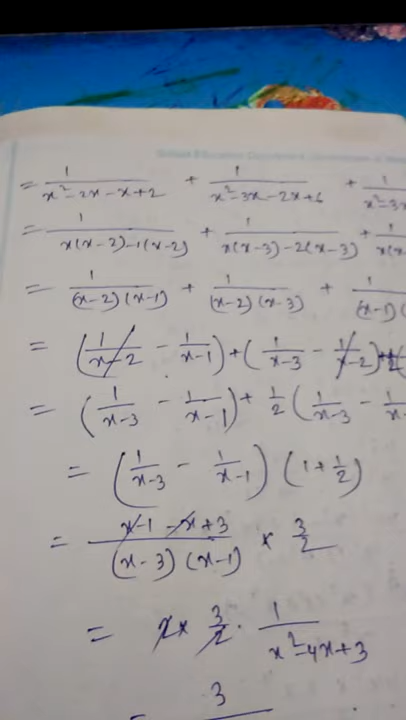 = 1/(x²-2x-x+2) + 1/(x²-3x-2x+6) + 1/(x²-3x
= 1/(x(x-2)-1(x-2)) + 1/(x(x-3)-2(x-3)) + 1/(x(x
= 1/((x-2)(x-1)) + 1/((x-2)(x-3)) + 1/((x-1)(
= (1/(x-2) - 1/(x-1)) + (1/(x-3) - 1/(x-2)) + 1/2(
= (1/(x-3) - 1/(x-1)) + 1/2 (1/(x-3) - 1/(x-
= (1/(x-3) - 1/(x-1)) (1+1/2)
= (x-1-x+3)/((x-3)(x-1)) × 3/2
= 2 × 3/2 · 1/(x²-4x+3)
= 3